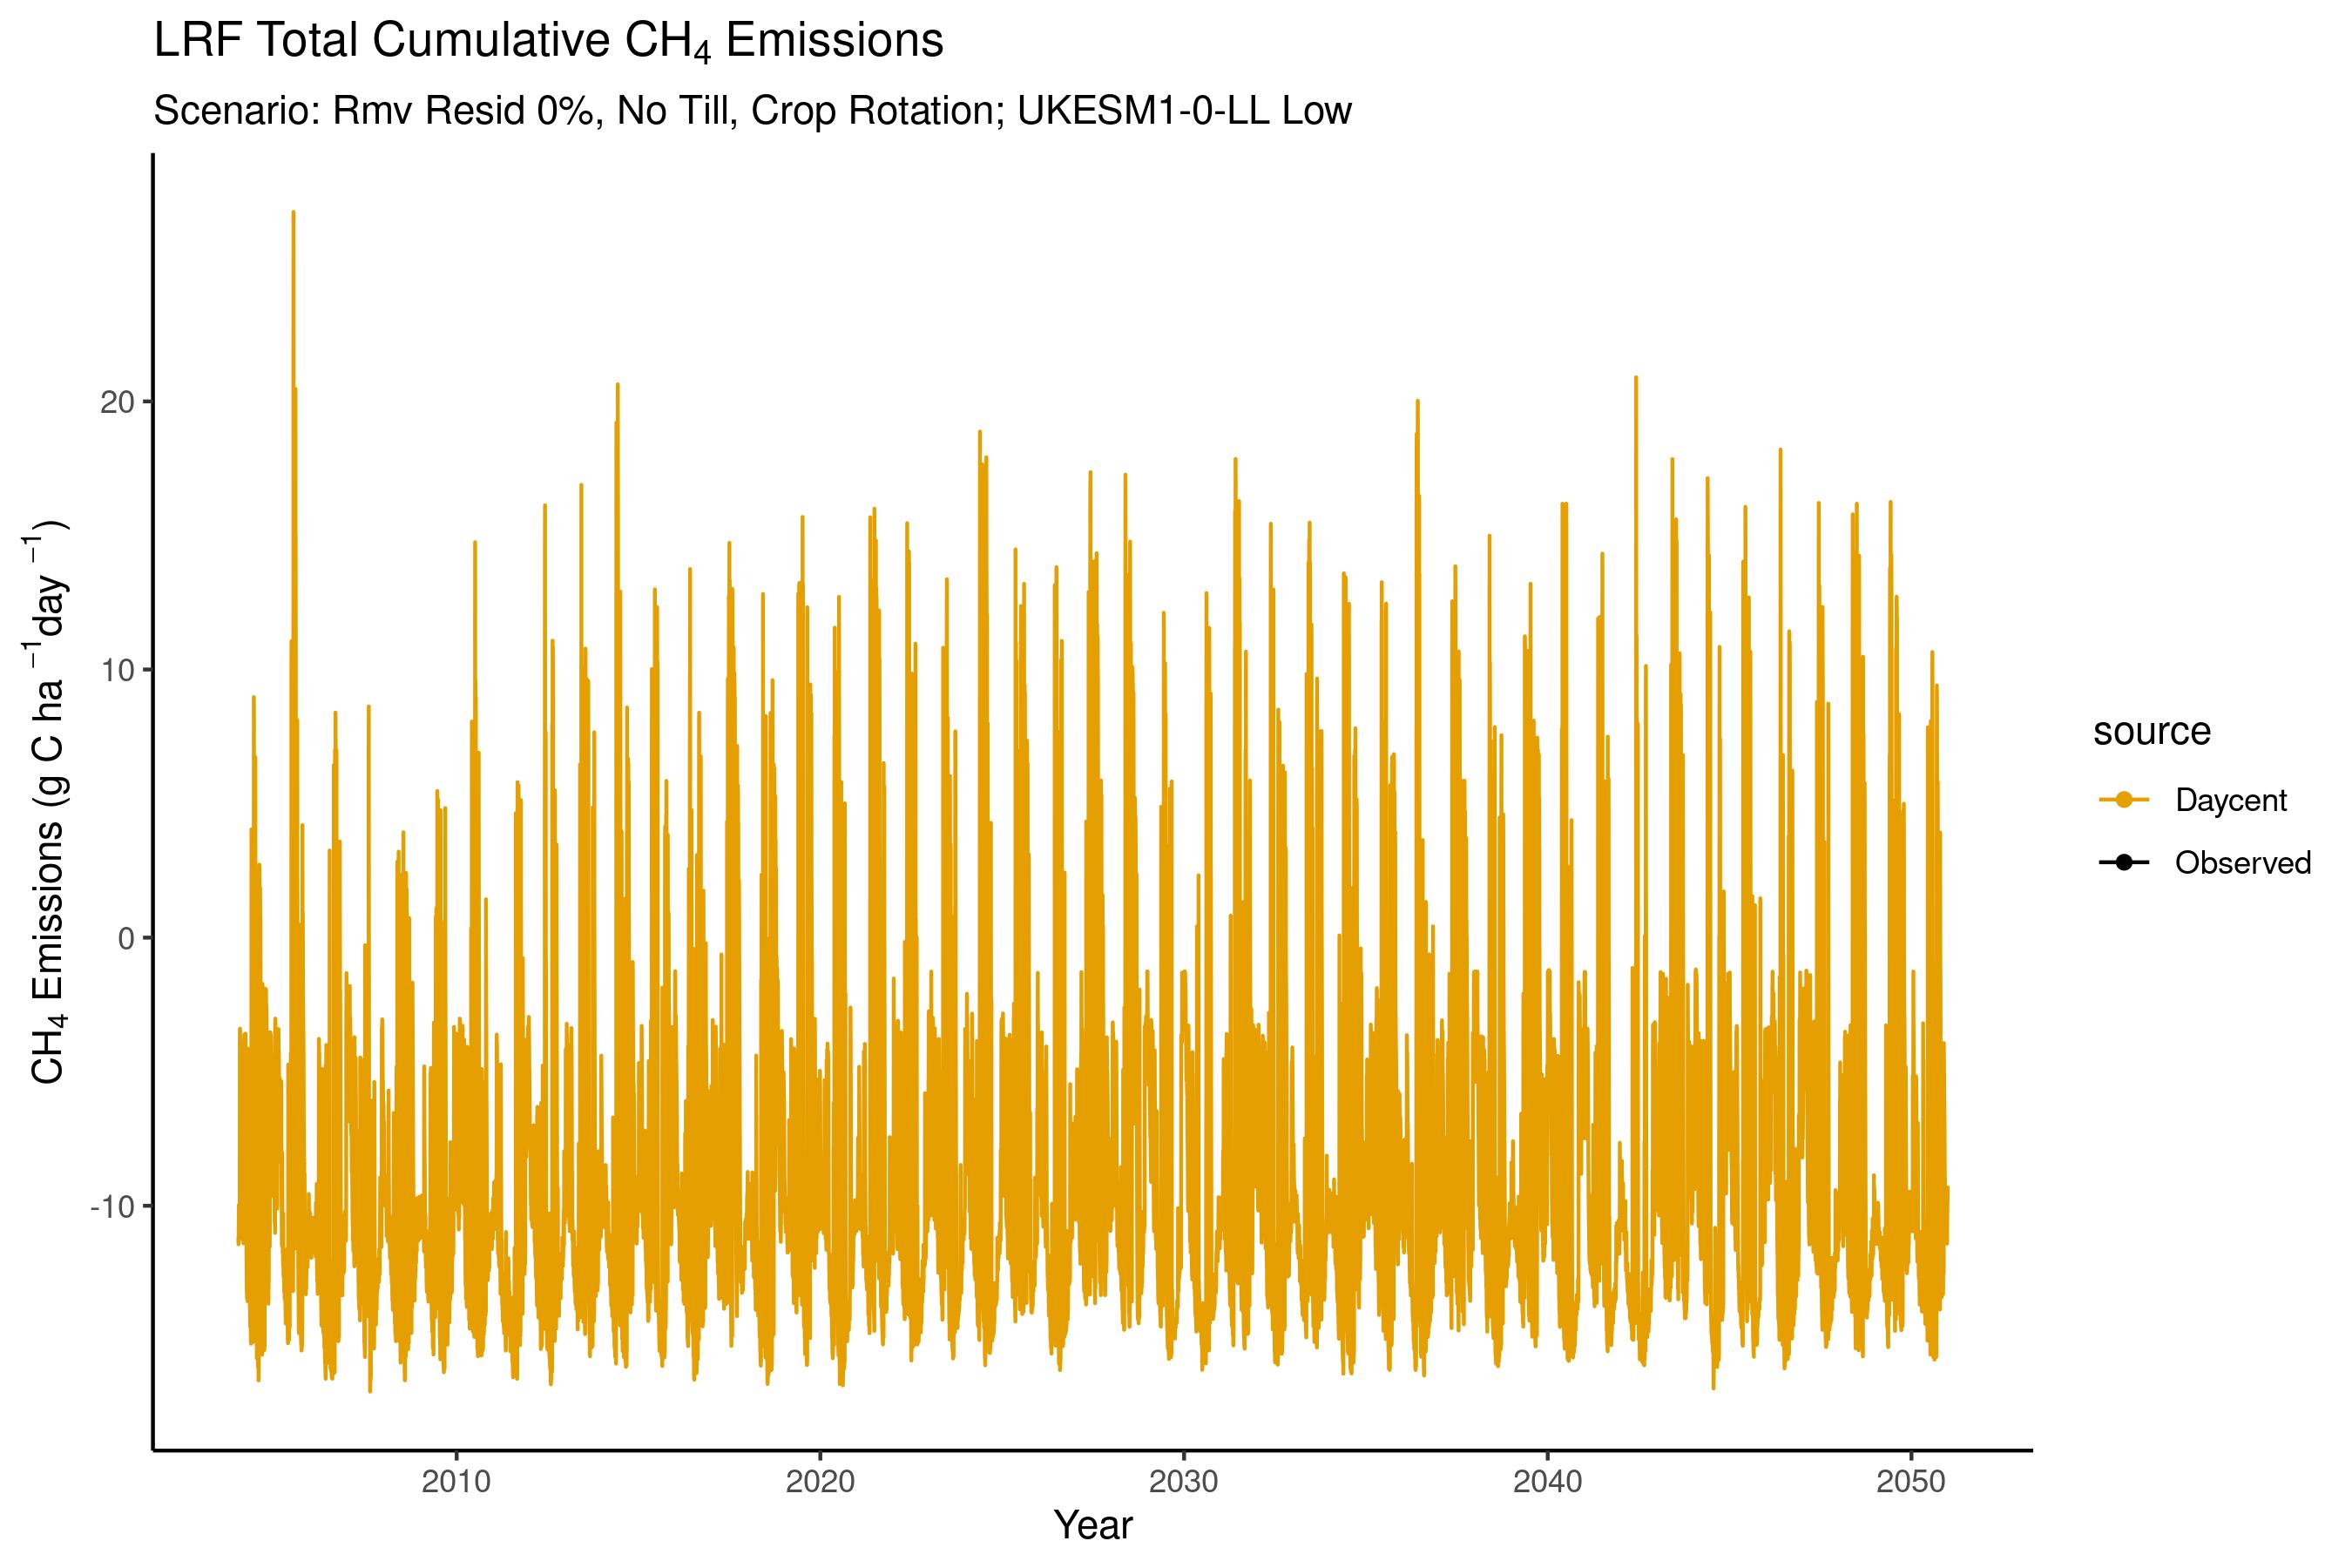 LRF Total Cumulative CH₄ Emissions
Scenario: Rmv Resid 0%, No Till, Crop Rotation; UKESM1-0-LL Low
CH₄ Emissions (g C ha ⁻¹day ⁻¹)
20
10
0
-10
2010 2020 2030 2040 2050
Year
source
Daycent
Observed